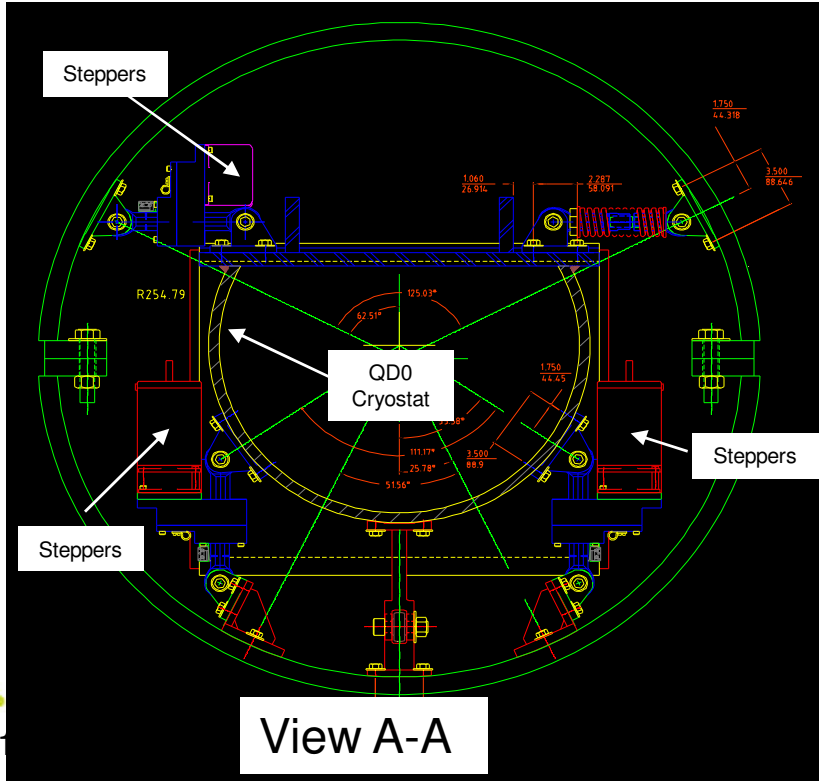 Steppers
1.750
44.318
3.500
88.646
1.060
26.914
2.287
58.091
R254.79
125.03°
62.51°
QD0
Cryostat
1.750
44.45
111.17°
3.500
88.9
25.78°
51.56°
Steppers
Steppers
View A-A